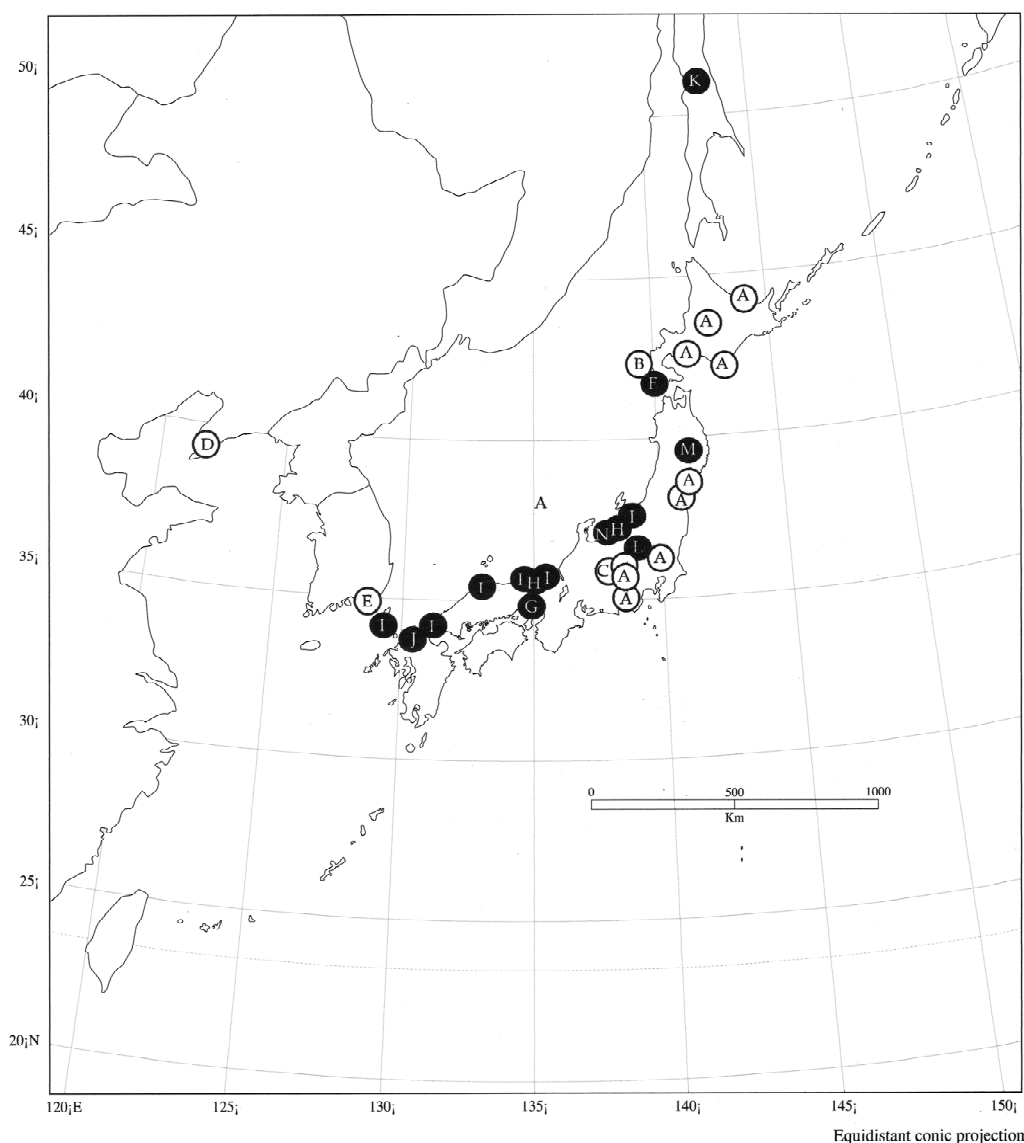 50¡
K
45¡
A
A
A
B
A
F
40¡
D
M
A
A
A
I
H
N
L
A
35¡
C
A
I
H
I
I
G
E
A
I
I
J
30¡
0 500 1000
Km
25¡
20¡N
120¡E 125¡ 130¡ 135¡ 140¡ 145¡ 150¡
Equidistant conic projection